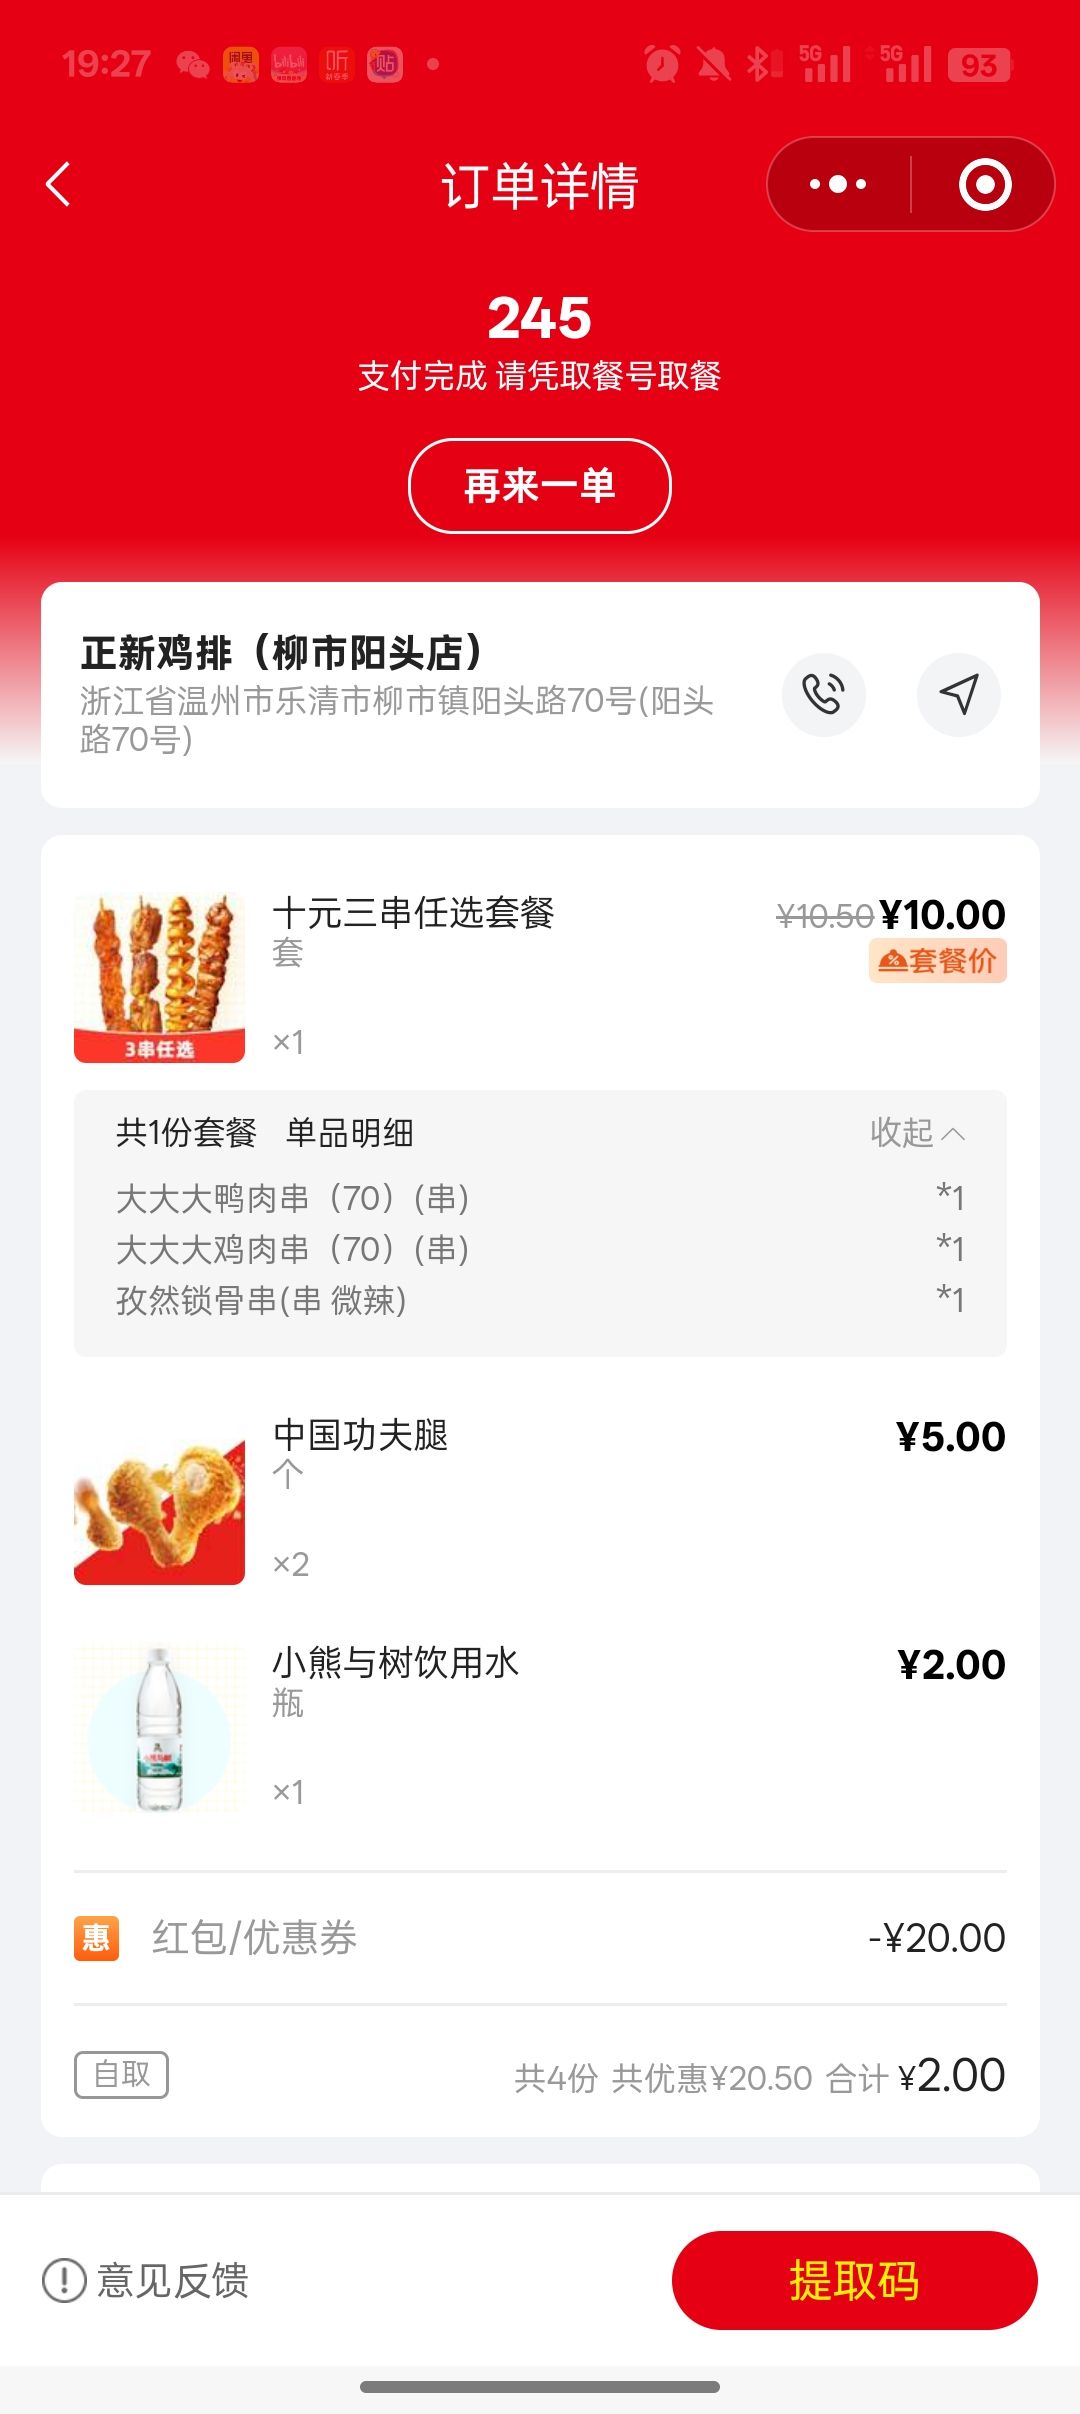 19:27
闲鱼
bilibili
听
贴
5G
5G
93
订单详情
245
支付完成 请凭取餐号取餐
再来一单
正新鸡排（柳市阳头店）
浙江省温州市乐清市柳市镇阳头路70号(阳头
路70号)
十元三串任选套餐
¥10.50 ¥10.00
套
套餐价
3串任选
×1
共1份套餐 单品明细
收起
大大大鸭肉串（70）(串)
*1
大大大鸡肉串（70）(串)
*1
孜然锁骨串(串 微辣)
*1
中国功夫腿
¥5.00
个
×2
小熊与树饮用水
¥2.00
瓶
×1
惠 红包/优惠券
-¥20.00
自取
共4份 共优惠¥20.50 合计 ¥2.00
意见反馈
提取码